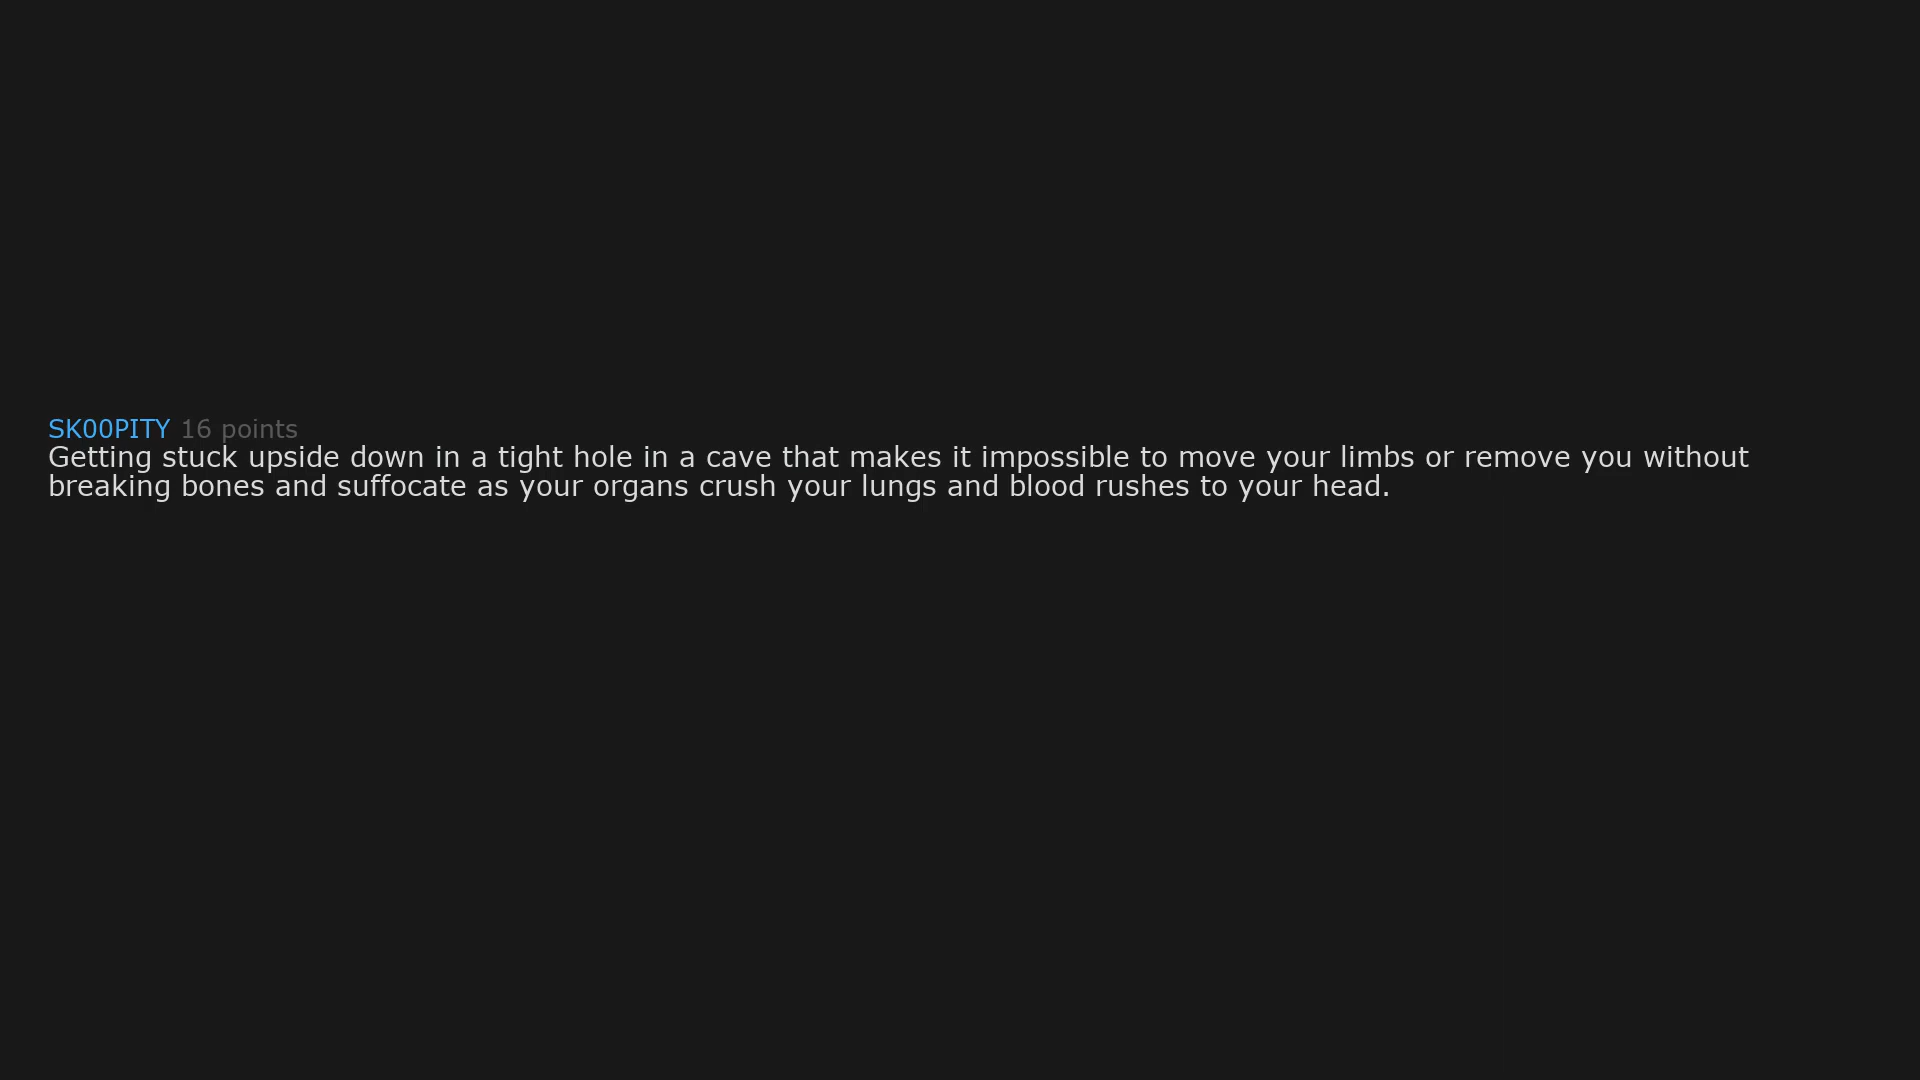 SK00PITY 16 points
Getting stuck upside down in a tight hole in a cave that makes it impossible to move your limbs or remove you without
breaking bones and suffocate as your organs crush your lungs and blood rushes to your head.